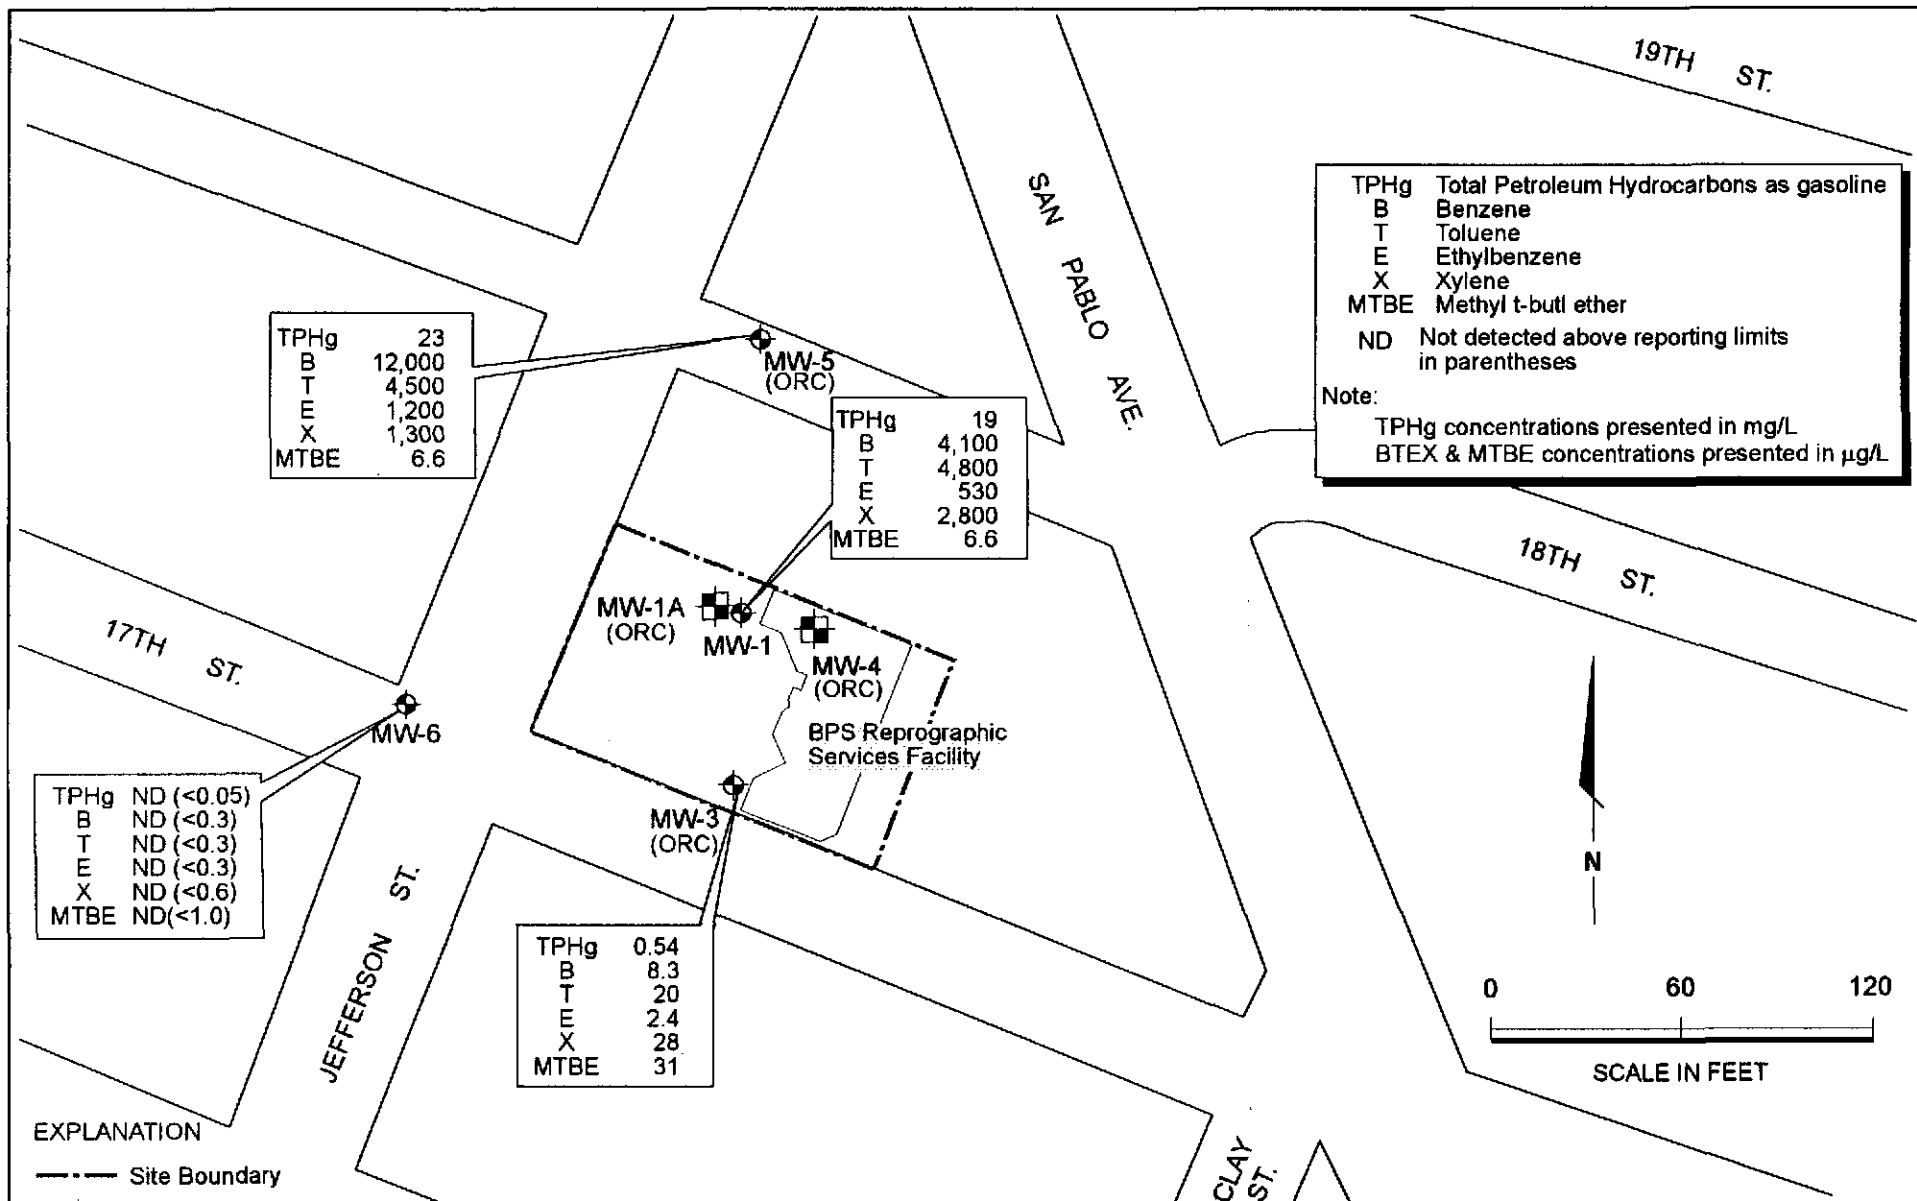 19TH ST.
SAN PABLO AVE.
TPHg Total Petroleum Hydrocarbons as gasoline
B Benzene
T Toluene
E Ethylbenzene
X Xylene
MTBE Methyl t-butl ether
ND Not detected above reporting limits
in parentheses
Note:
TPHg concentrations presented in mg/L
BTEX & MTBE concentrations presented in µg/L
TPHg 23
B 12,000
T 4,500
E 1,200
X 1,300
MTBE 6.6
MW-5
(ORC)
TPHg 19
B 4,100
T 4,800
E 530
X 2,800
MTBE 6.6
18TH ST.
MW-1A
(ORC)
MW-1
MW-4
(ORC)
17TH ST.
MW-6
BPS Reprographic
Services Facility
TPHg ND (<0.05)
B ND (<0.3)
T ND (<0.3)
E ND (<0.3)
X ND (<0.6)
MTBE ND(<1.0)
MW-3
(ORC)
N
JEFFERSON ST.
TPHg 0.54
B 8.3
T 20
E 2.4
X 28
MTBE 31
0 60 120
SCALE IN FEET
EXPLANATION
Site Boundary
CLAY ST.